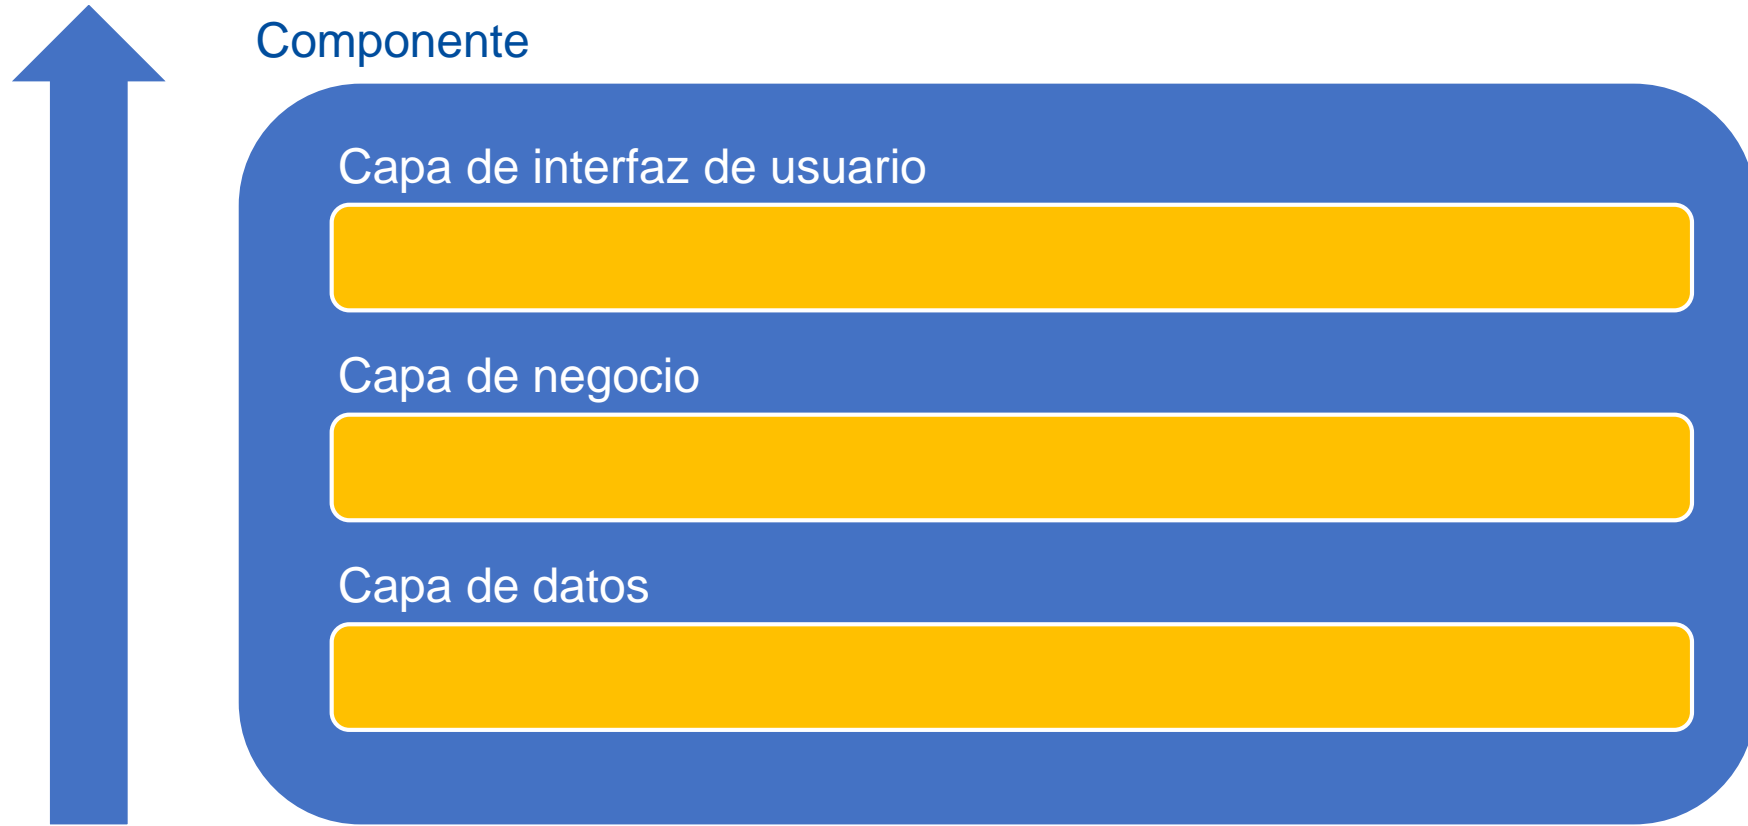 Componente
Capa de interfaz de usuario
Capa de negocio
Capa de datos